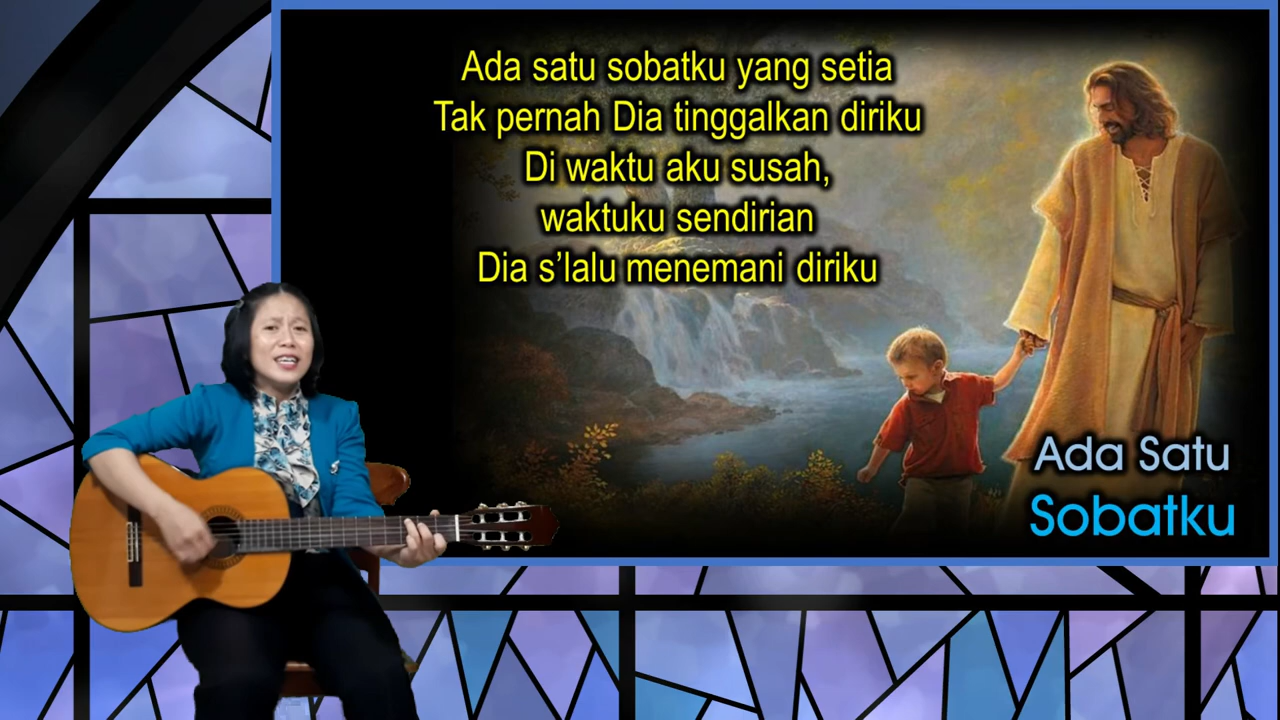 Ada satu sobatku yang setia
Tak pernah Dia tinggalkan diriku
Di waktu aku susah,
waktuku sendirian
Dia s’lalu menemani diriku
Ada Satu
Sobatku